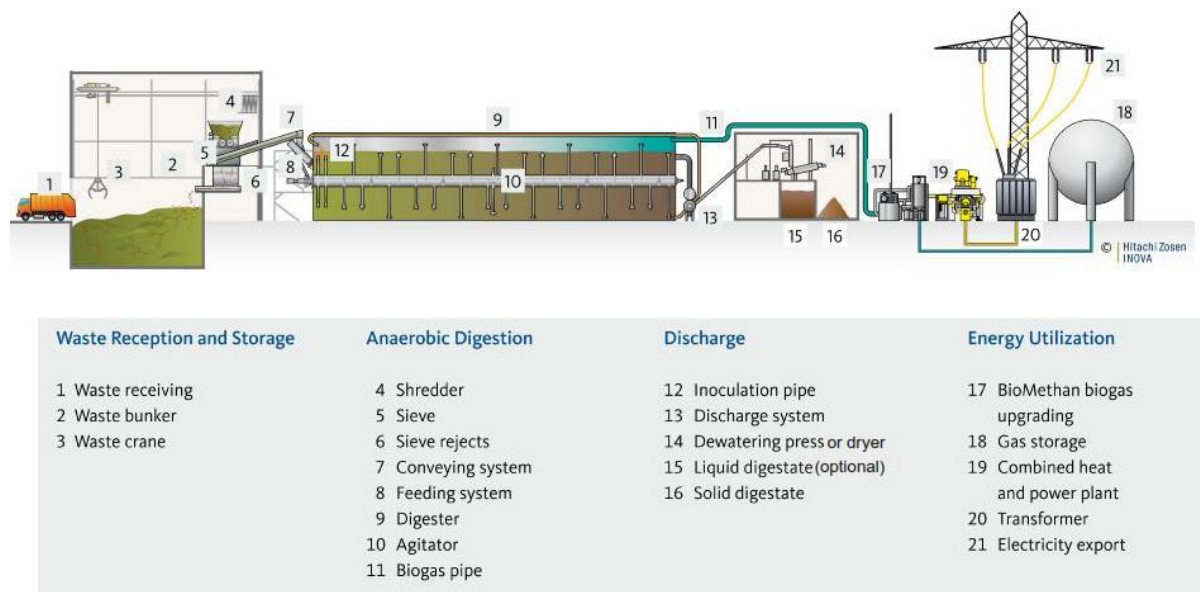 21
4
18
7
9
11
12
14
5
2
17
19
3
8
1
6
10
13
15
16
20
© Hitachi Zosen
INOVA
Waste Reception and Storage
1 Waste receiving
2 Waste bunker
3 Waste crane
Anaerobic Digestion
4 Shredder
5 Sieve
6 Sieve rejects
7 Conveying system
8 Feeding system
9 Digester
10 Agitator
11 Biogas pipe
Discharge
12 Inoculation pipe
13 Discharge system
14 Dewatering press or dryer
15 Liquid digestate (optional)
16 Solid digestate
Energy Utilization
17 BioMethan biogas
upgrading
18 Gas storage
19 Combined heat
and power plant
20 Transformer
21 Electricity export